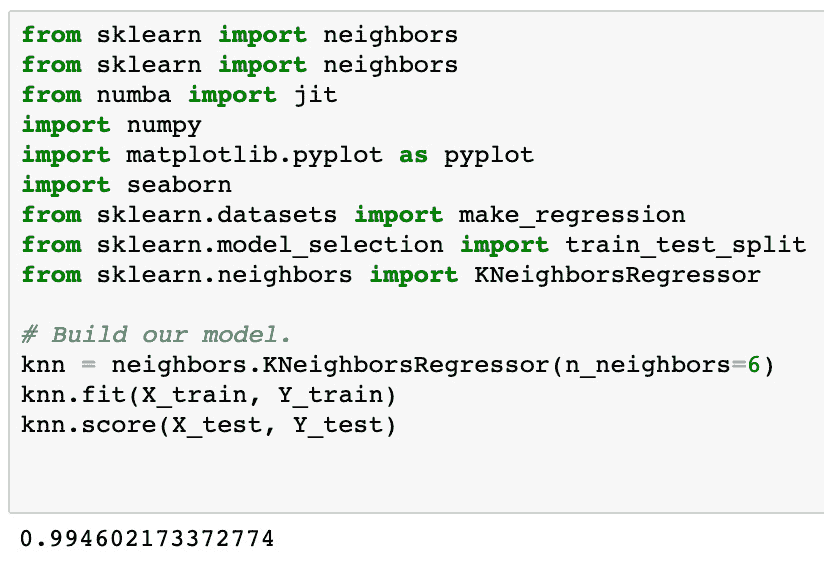 from sklearn import neighbors
from sklearn import neighbors
from numba import jit
import numpy
import matplotlib.pyplot as pyplot
import seaborn
from sklearn.datasets import make_regression
from sklearn.model_selection import train_test_split
from sklearn.neighbors import KNeighborsRegressor
# Build our model.
knn = neighbors.KNeighborsRegressor(n_neighbors=6)
knn.fit(X_train, Y_train)
knn.score(X_test, Y_test)
0.994602173372774